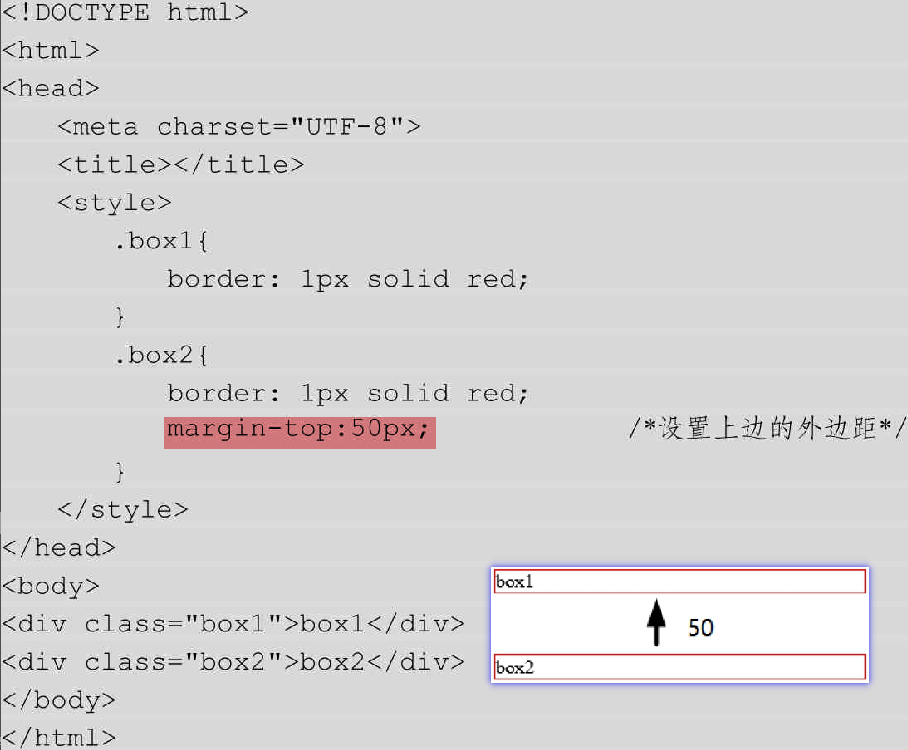 <!DOCTYPE html>
<html>
<head>
<meta charset="UTF-8">
<title></title>
<style>
.box1{
border: 1px solid red;
}
.box2{
border: 1px solid red;
margin-top:50px; /*设置上边的外边距*/
}
</style>
</head>
<body>
<div class="box1">box1</div>
<div class="box2">box2</div>
</body>
</html>
box1
50
box2